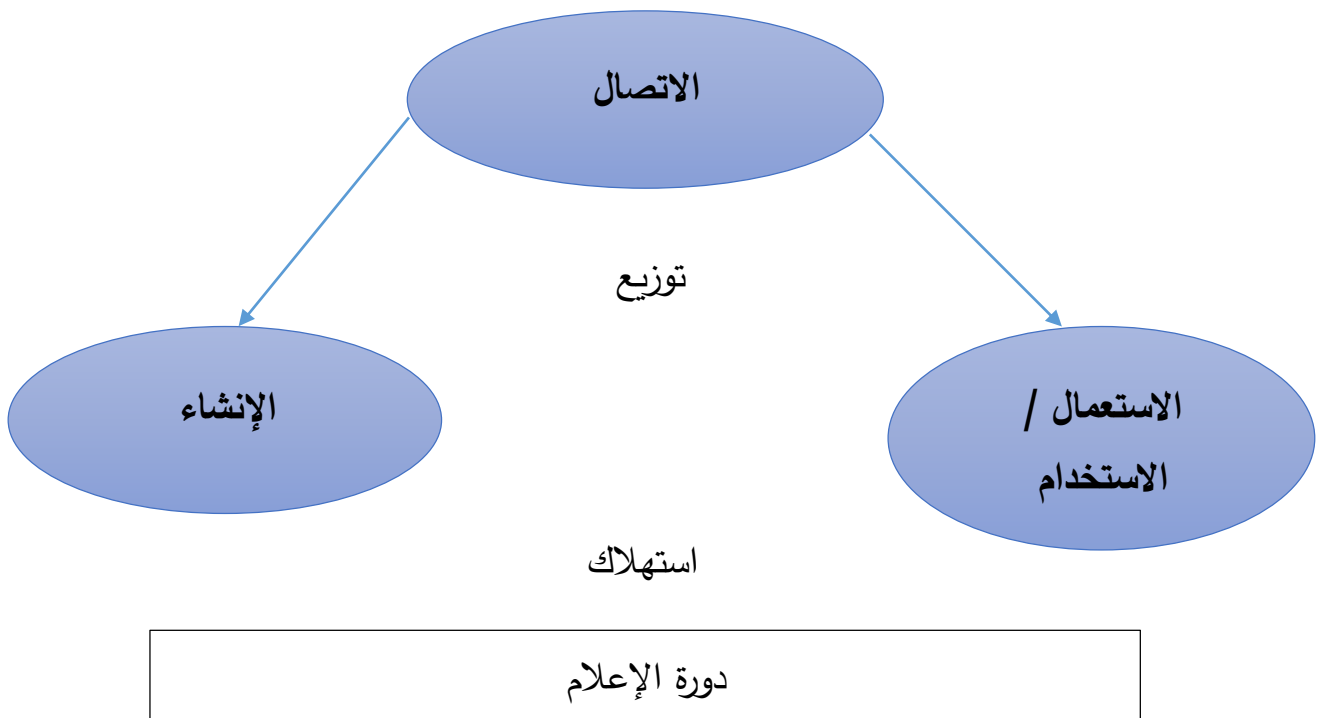 الاتصال
توزيع
الإنشاء
الاستعمال /
الاستخدام
استهلاك
دورة الإعلام